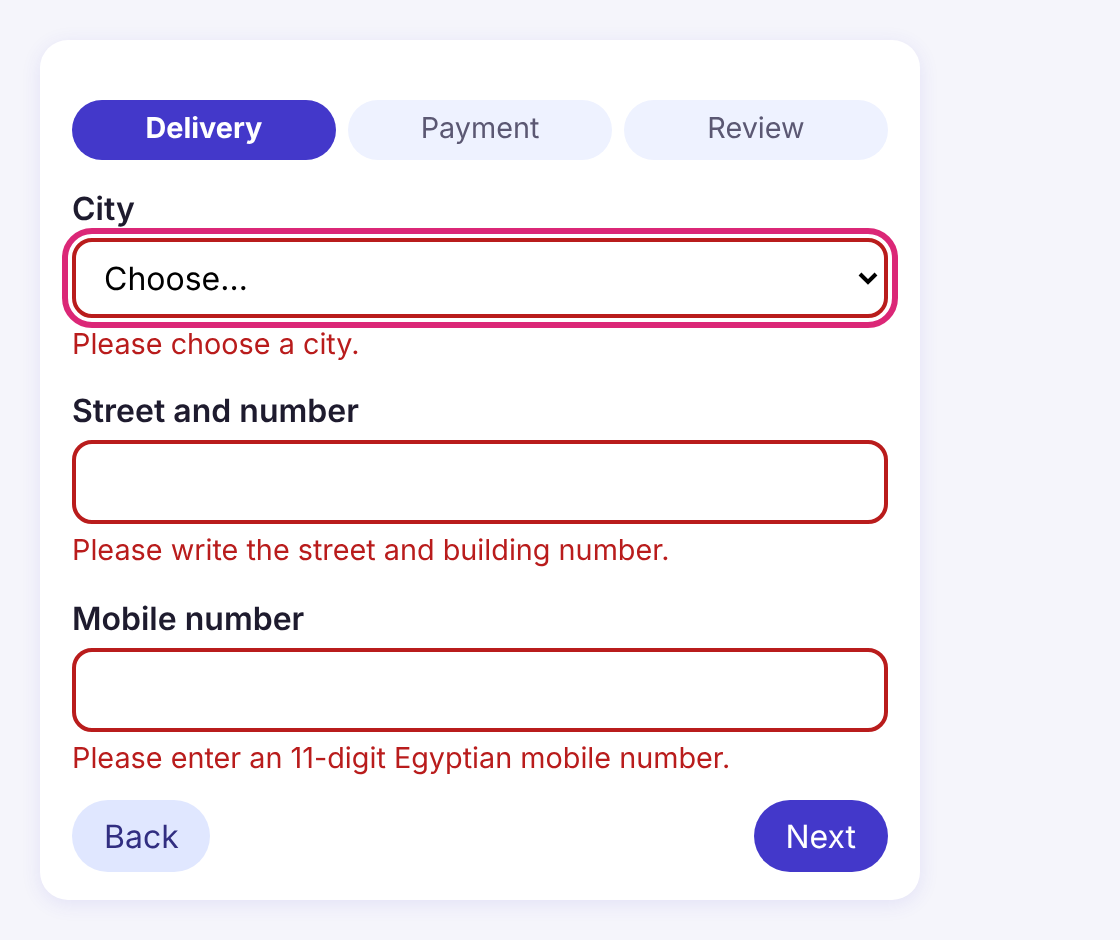 Delivery Payment Review
City
Choose...
Please choose a city.
Street and number
Please write the street and building number.
Mobile number
Please enter an 11-digit Egyptian mobile number.
Back Next